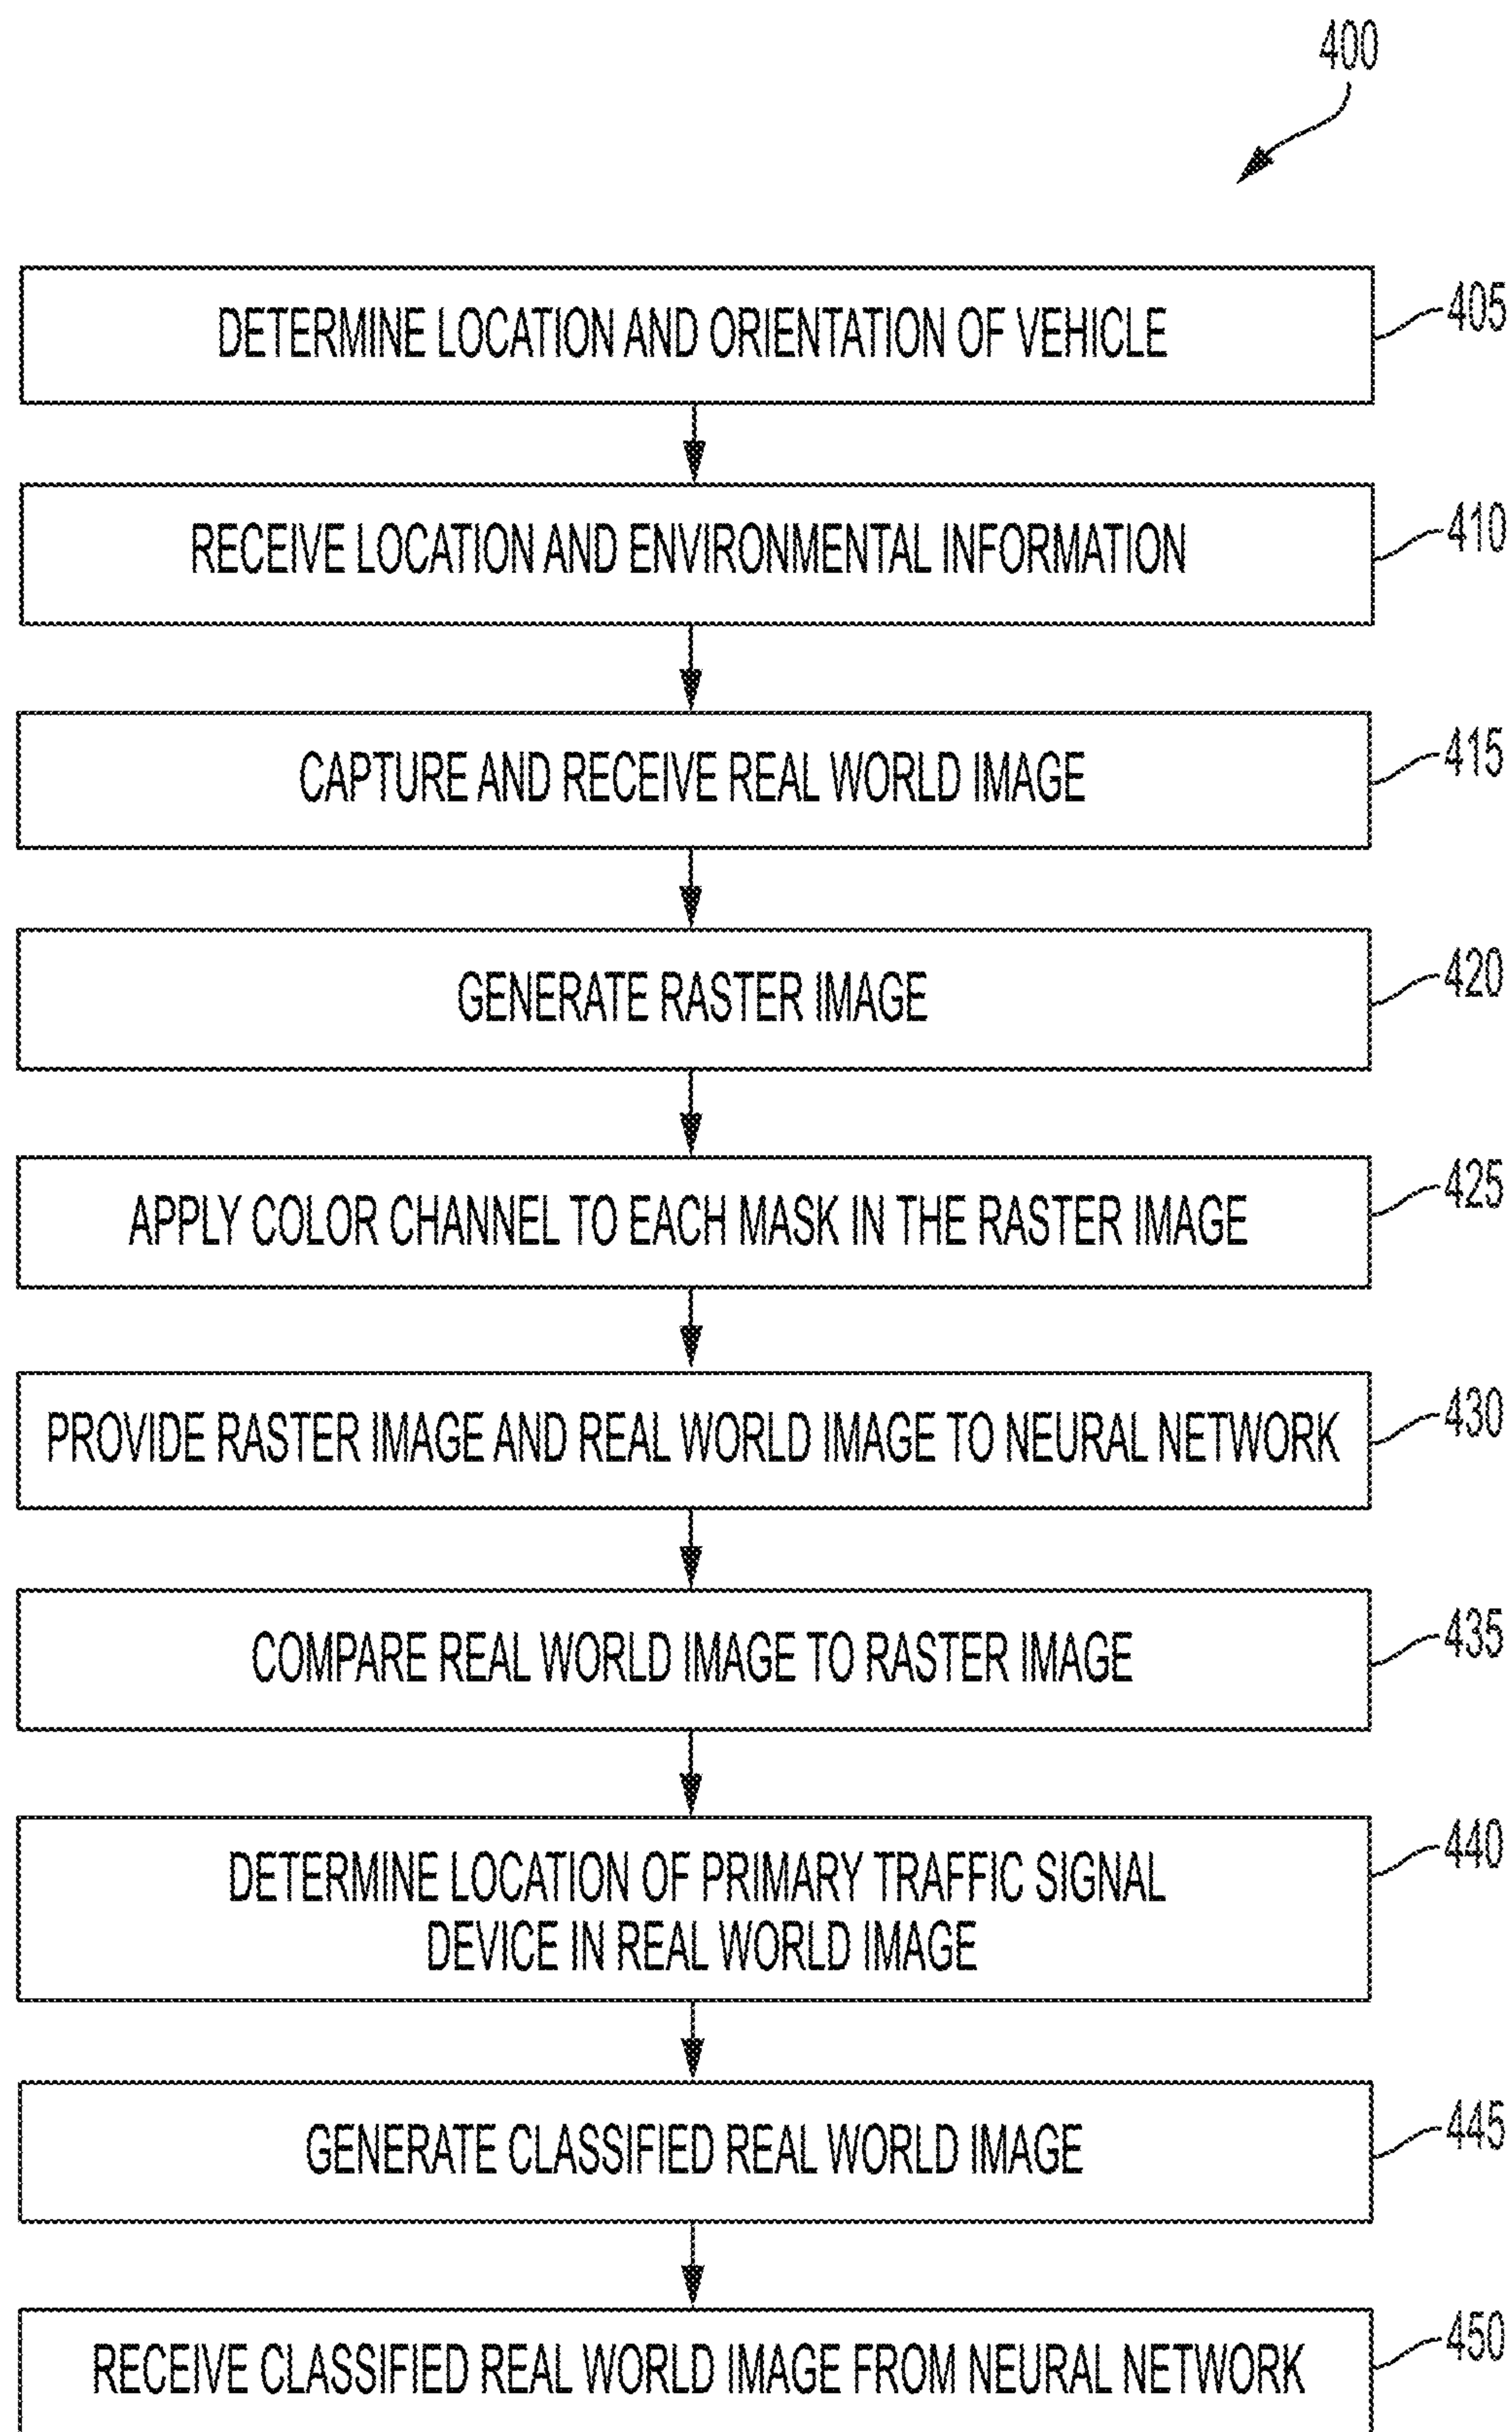 400
DETERMINE LOCATION AND ORIENTATION OF VEHICLE
405
RECEIVE LOCATION AND ENVIRONMENTAL INFORMATION
410
CAPTURE AND RECEIVE REAL WORLD IMAGE
415
GENERATE RASTER IMAGE
420
APPLY COLOR CHANNEL TO EACH MASK IN THE RASTER IMAGE
425
PROVIDE RASTER IMAGE AND REAL WORLD IMAGE TO NEURAL NETWORK
430
COMPARE REAL WORLD IMAGE TO RASTER IMAGE
435
DETERMINE LOCATION OF PRIMARY TRAFFIC SIGNAL
DEVICE IN REAL WORLD IMAGE
440
GENERATE CLASSIFIED REAL WORLD IMAGE
445
RECEIVE CLASSIFIED REAL WORLD IMAGE FROM NEURAL NETWORK
450